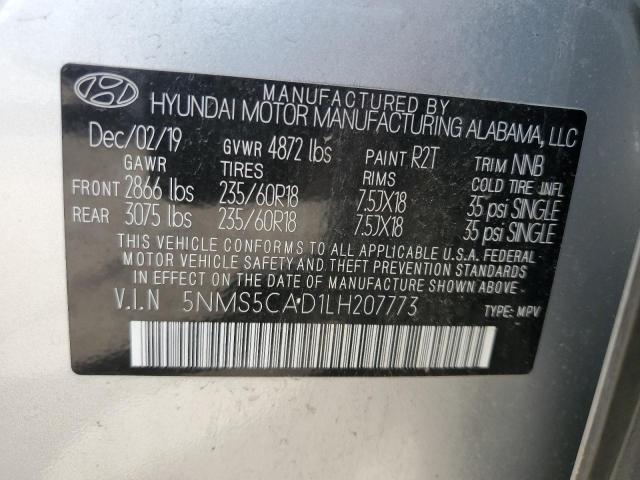 MANUFACTURED BY
HYUNDAI MOTOR MANUFACTURING ALABAMA, LLC
Dec/02/19 GVWR 4872 lbs PAINT R2T TRIM NNB
GAWR TIRES RIMS COLD TIRE INFL
FRONT 2866 lbs 235/60R18 7.5JX18 35 psi SINGLE
REAR 3075 lbs 235/60R18 7.5JX18 35 psi SINGLE
THIS VEHICLE CONFORMS TO ALL APPLICABLE U.S.A. FEDERAL
MOTOR VEHICLE SAFETY AND THEFT PREVENTION STANDARDS
IN EFFECT ON THE DATE OF MANUFACTURE SHOWN ABOVE
V.I.N 5NMS5CAD1LH207773 TYPE: MPV